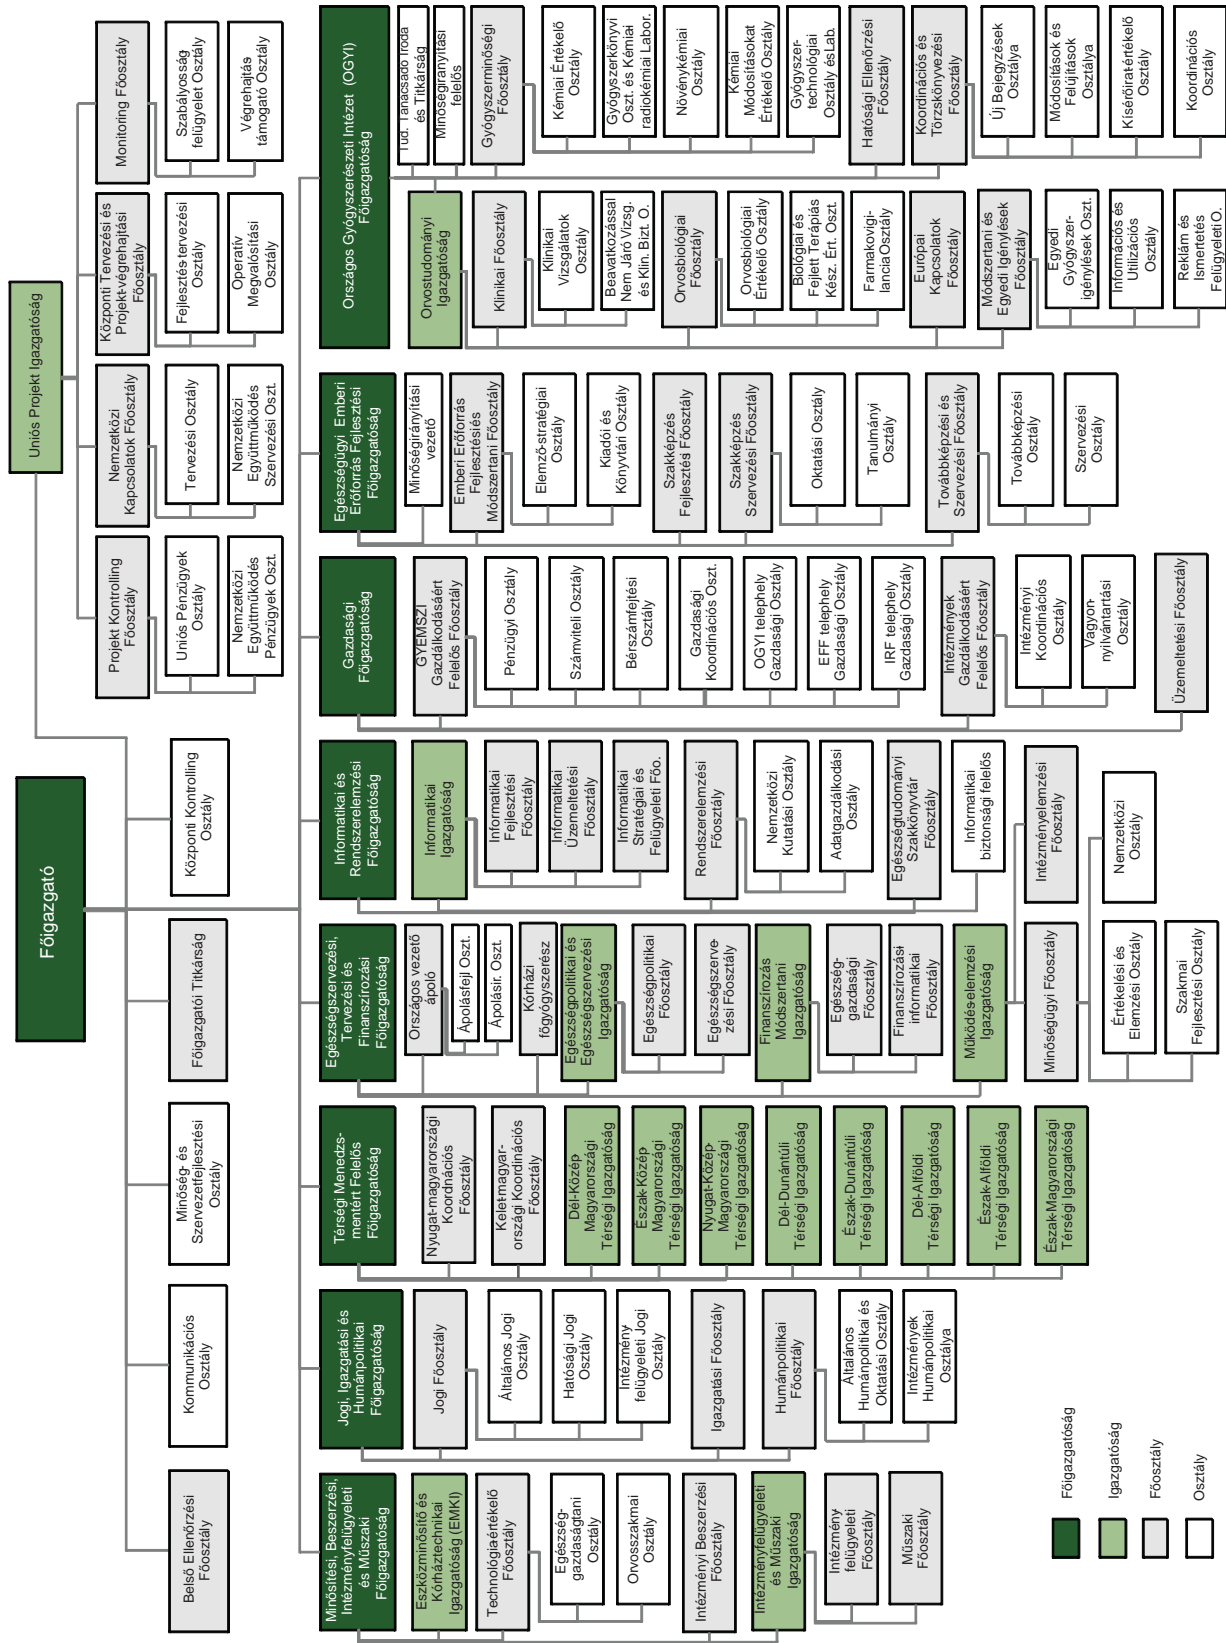 Főigazgató
Uniós Projekt Igazgatóság
Belső Ellenőrzési
Főosztály
Kommunikációs
Osztály
Minőség- és
Szervezetfejlesztési
Osztály
Főigazgatói Titkárság
Központi Kontrolling
Osztály
Projekt Kontrolling
Főosztály
Uniós Pénzügyek
Osztály
Nemzetközi
Együttműködés
Pénzügyek Oszt.
Nemzetközi
Kapcsolatok Főosztály
Tervezési Osztály
Nemzetközi
Együttműködés
Szervezési Oszt.
Központi Tervezési és
Projekt-végrehajtási
Főosztály
Fejlesztéstervezési
Osztály
Operatív
Megvalósítási
Osztály
Monitoring Főosztály
Szabályosság
felügyelet Osztály
Végrehajtás
támogató Osztály
Minősítési, Beszerzési,
Intézményfelügyeleti
és Műszaki
Főigazgatóság
Eszközminősítő és
Kórháztechnikai
Igazgatóság (EMKI)
Technológiaértékelő
Főosztály
Egészség-
gazdaságtani
Osztály
Orvosszakmai
Osztály
Intézményi Beszerzési
Főosztály
Intézményfelügyeleti
és Műszaki
Igazgatóság
Intézmény-
felügyeleti
Főosztály
Műszaki
Főosztály
Jogi, Igazgatási és
Humánpolitikai
Főigazgatóság
Jogi Főosztály
Általános Jogi
Osztály
Hatósági Jogi
Osztály
Intézmény-
felügyeleti Jogi
Osztály
Igazgatási Főosztály
Humánpolitikai
Főosztály
Általános
Humánpolitikai és
Oktatási Osztály
Intézmények
Humánpolitikai
Osztálya
Térségi Menedzs-
mentért Felelős
Főigazgatóság
Nyugat-magyarországi
Koordinációs
Főosztály
Kelet-magyar-
országi Koordinációs
Főosztály
Dél-Közép-
Magyarországi
Térségi Igazgatóság
Észak-Közép-
Magyarországi
Térségi Igazgatóság
Nyugat-Közép-
Magyarországi
Térségi Igazgatóság
Dél-Dunántúli
Térségi Igazgatóság
Észak-Dunántúli
Térségi Igazgatóság
Dél-Alföldi
Térségi Igazgatóság
Észak-Alföldi
Térségi Igazgatóság
Észak-Magyarországi
Térségi Igazgatóság
Egészségszervezési,
Tervezési és
Finanszírozási
Főigazgatóság
Országos vezető
ápoló
Ápolásfejl Oszt.
Ápolásir. Oszt.
Kórházi
főgyógyszerész
Egészségpolitikai és
Egészségszervezési
Igazgatóság
Egészségpolitikai
Főosztály
Egészségszerve-
zési Főosztály
Finanszírozás
Módszertani
Igazgatóság
Egészség-
gazdasági
Főosztály
Finanszírozás-
informatikai
Főosztály
Működés-elemzési
Igazgatóság
Minőségügyi Főosztály
Értékelési és
Elemzési Osztály
Szakmai
Fejlesztési Osztály
Intézményelemzési
Főosztály
Nemzetközi
Osztály
Informatikai és
Rendszerelemzési
Főigazgatóság
Informatikai
Igazgatóság
Informatikai
Fejlesztési
Főosztály
Informatikai
Üzemeltetési
Főosztály
Informatikai
Stratégiai és
Felügyeleti Főo.
Rendszerelemzési
Főosztály
Nemzetközi
Kutatási Osztály
Adatgazdálkodási
Osztály
Egészségtudományi
Szakkönyvtár
Főosztály
Informatikai
biztonsági felelős
Gazdasági
Főigazgatóság
GYEMSZI
Gazdálkodásáért
Felelős Főosztály
Pénzügyi Osztály
Számviteli Osztály
Bérszámfejtési
Osztály
Gazdasági
Koordinációs Oszt.
OGYI telephely
Gazdasági Osztály
EFF telephely
Gazdasági Osztály
IRF telephely
Gazdasági Osztály
Intézmények
Gazdálkodásáért
Felelős Főosztály
Intézményi
Koordinációs
Osztály
Vagyon-
nyilvántartási
Osztály
Üzemeltetési Főosztály
Egészségügyi Emberi
Erőforrás Fejlesztési
Főigazgatóság
Minőségirányítási
vezető
Emberi Erőforrás
Fejlesztésiés
Módszertani Főosztály
Elemző-stratégiai
Osztály
Kiadói és
Könyvtári Osztály
Szakképzés
Fejlesztési Főosztály
Szakképzés
Szervezési Főosztály
Oktatási Osztály
Tanulmányi
Osztály
Továbbképzési és
Szervezési Főosztály
Továbbképzési
Osztály
Szervezési
Osztály
Országos Gyógyszerészeti Intézet (OGYI)
Főigazgatóság
Orvostudományi
Igazgatóság
Klinikai Főosztály
Klinikai
Vizsgálatok
Osztály
Beavatkozással
Nem Járó Vizsg.
és Klin. Bizt. O.
Orvosbiológiai
Főosztály
Orvosbiológiai
Értékelő Osztály
Biológiai és
Fejlett Terápiás
Kész. Ért. Oszt.
Farmakovigi-
lancia Osztály
Európai
Kapcsolatok
Főosztály
Módszertani és
Egyedi Igénylések
Főosztály
Egyedi
Gyógyszer-
igénylések Oszt.
Információs és
Utilizációs
Osztály
Reklám és
Ismertetés
Felügyeleti O.
Tud. Tanácsadó Iroda
és Titkárság
Minőségirányítási
felelős
Gyógyszerminőségi
Főosztály
Kémiai Értékelő
Osztály
Gyógyszerkönyvi
Oszt. és Kémiai
radiokémiai Labor.
Növénykémiai
Osztály
Kémiai
Módosításokat
Értékelő Osztály
Gyógyszer-
technológiai
Osztály és Lab.
Hatósági Ellenőrzési
Főosztály
Koordinációs és
Törzskönyvezési
Főosztály
Új Bejegyzések
Osztálya
Módosítások és
Felújítások
Osztálya
Kísérőiratértékelő
Osztály
Koordinációs
Osztály
Főigazgatóság
Igazgatóság
Főosztály
Osztály